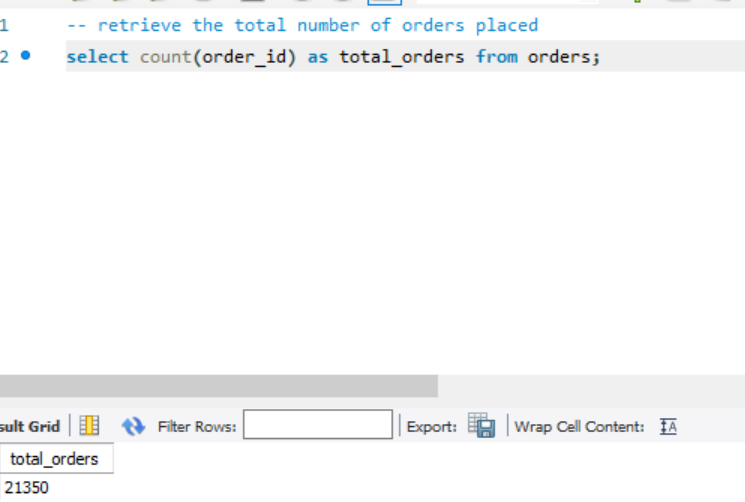 1 -- retrieve the total number of orders placed
2 select count(order_id) as total_orders from orders;
sult Grid Filter Rows: Export: Wrap Cell Content: IA
total_orders
21350